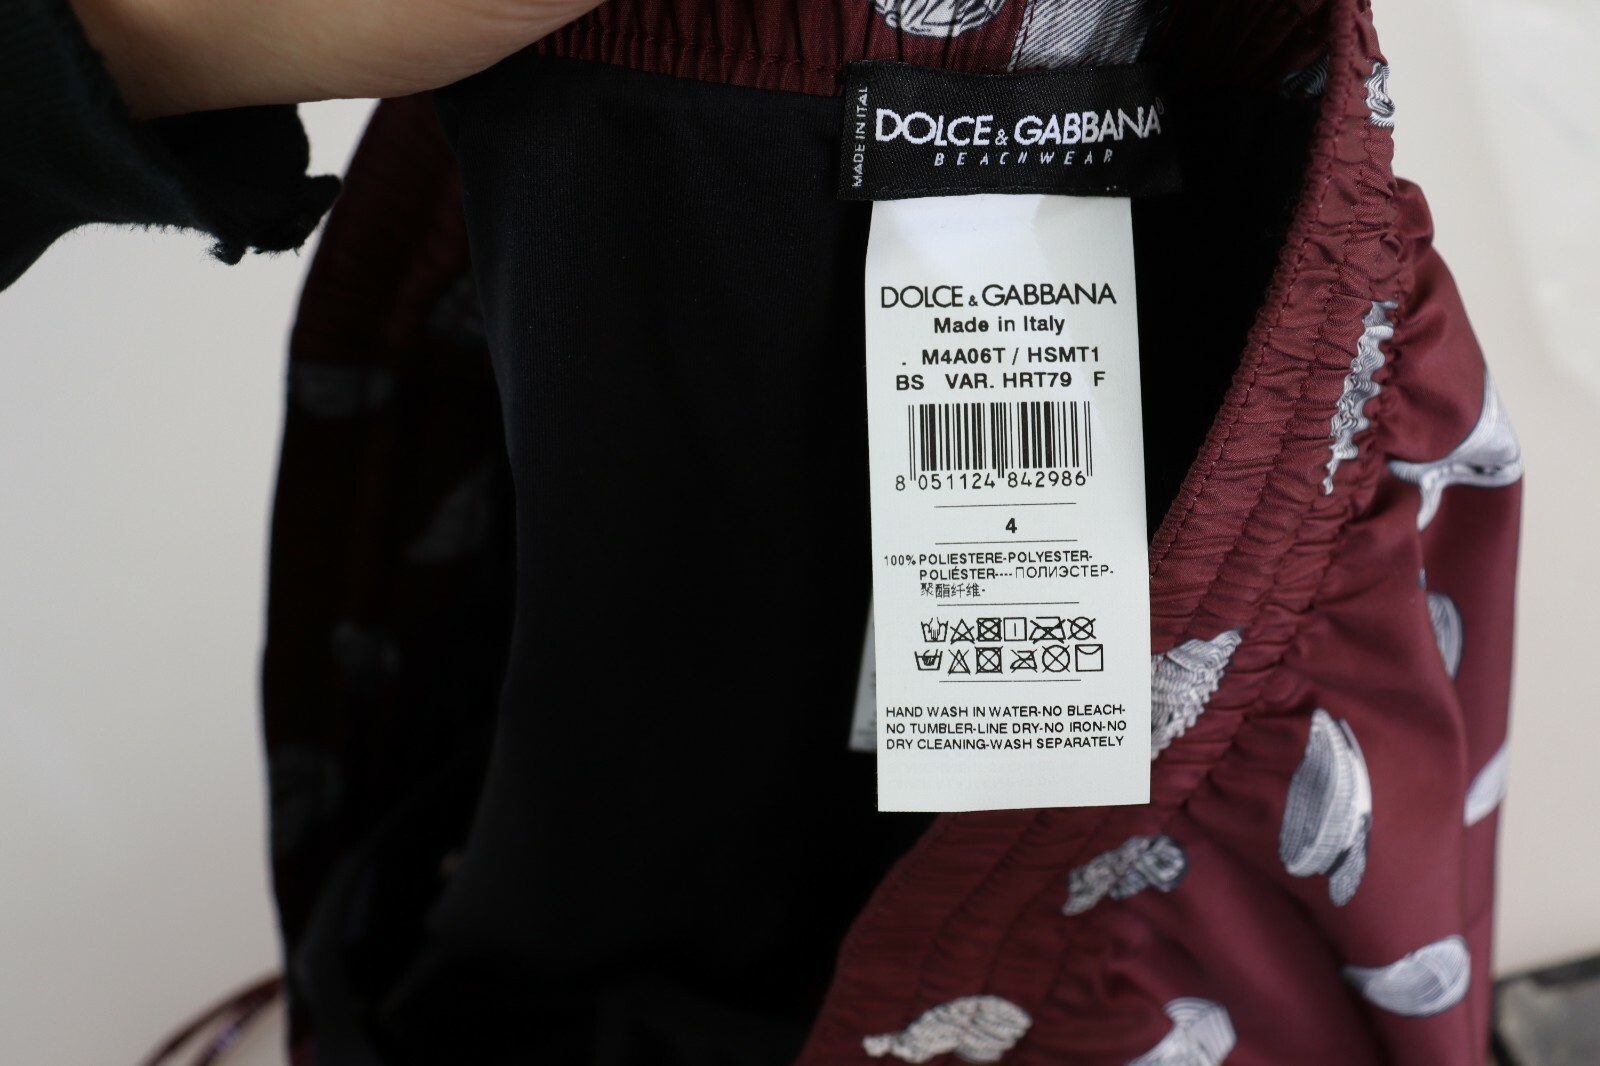 MADE IN ITAL
DOLCE & GABBANA
BEACHWEAR
DOLCE & GABBANA
Made in Italy
. M4A06T / HSMT1
BS VAR. HRT79 F
8 051124 842986
4
100% POLIESTERE-POLYESTER-
POLIÉSTER----ПОЛИЭСТЕР-
聚酯纤维-
HAND WASH IN WATER-NO BLEACH-
NO TUMBLER-LINE DRY-NO IRON-NO
DRY CLEANING-WASH SEPARATELY